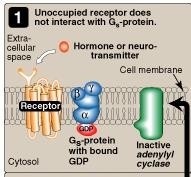 1 Unoccupied receptor does
not interact with Gs-protein.
Extra-
cellular
space
Hormone or neuro-
transmitter
Cell membrane
Receptor
β
γ
α
GDP
Gs-protein
with bound
GDP
Inactive
adenylyl
cyclase
Cytosol